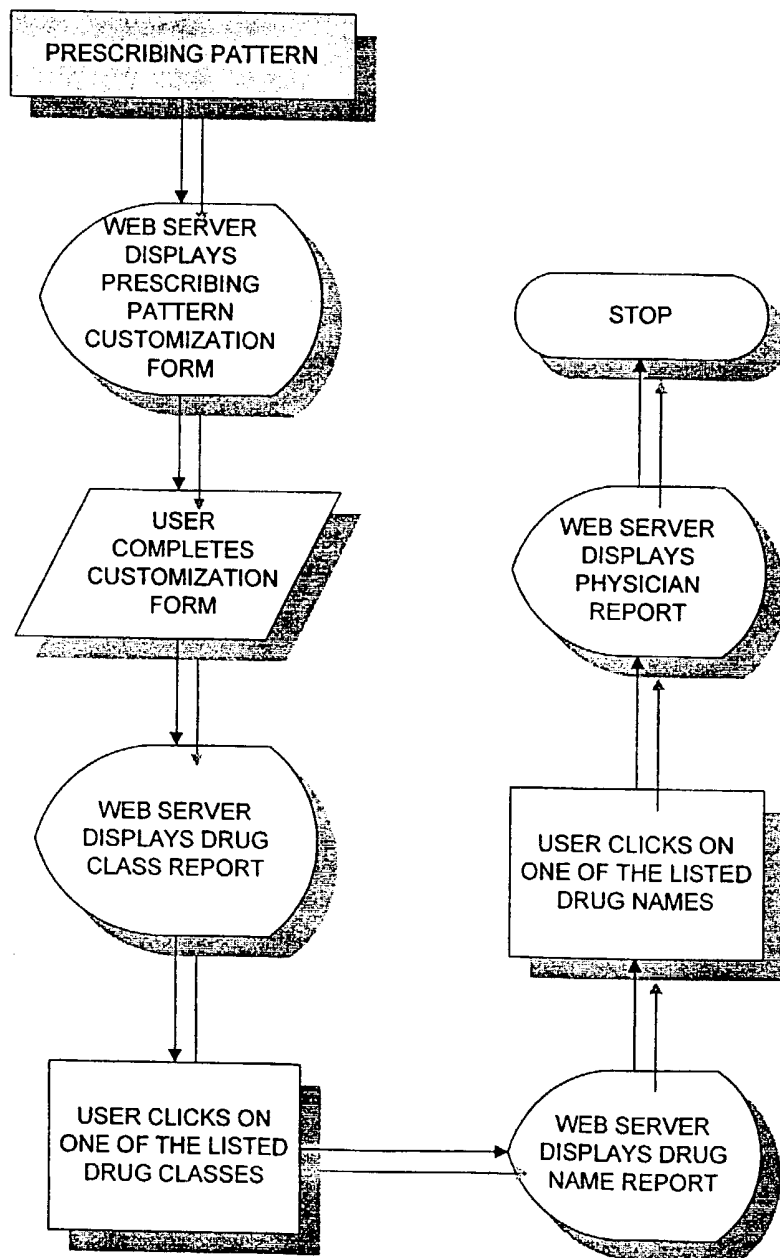 PRESCRIBING PATTERN
WEB SERVER
DISPLAYS
PRESCRIBING
PATTERN
CUSTOMIZATION
FORM
USER
COMPLETES
CUSTOMIZATION
FORM
WEB SERVER
DISPLAYS DRUG
CLASS REPORT
USER CLICKS ON
ONE OF THE LISTED
DRUG CLASSES
WEB SERVER
DISPLAYS DRUG
NAME REPORT
USER CLICKS ON
ONE OF THE LISTED
DRUG NAMES
WEB SERVER
DISPLAYS
PHYSICIAN
REPORT
STOP